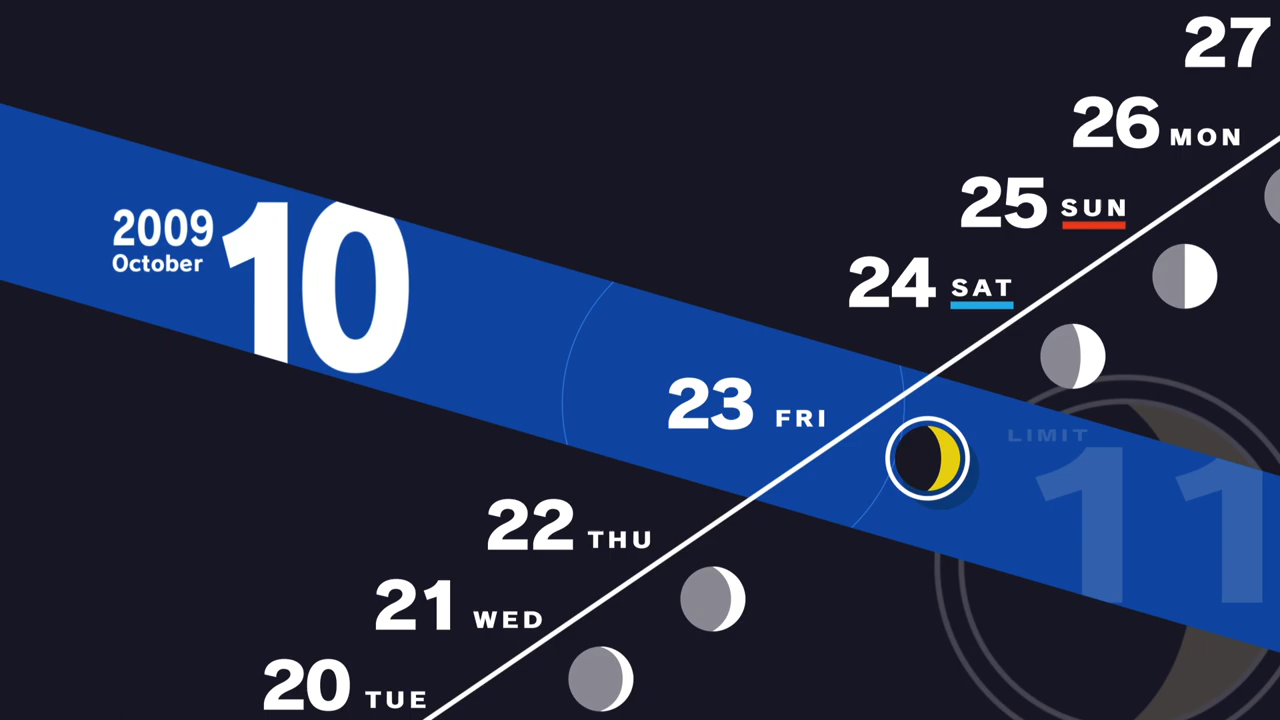 27
26 MON
25 SUN
24 SAT
2009
October
10
23 FRI
LIMIT
11
22 THU
21 WED
20 TUE